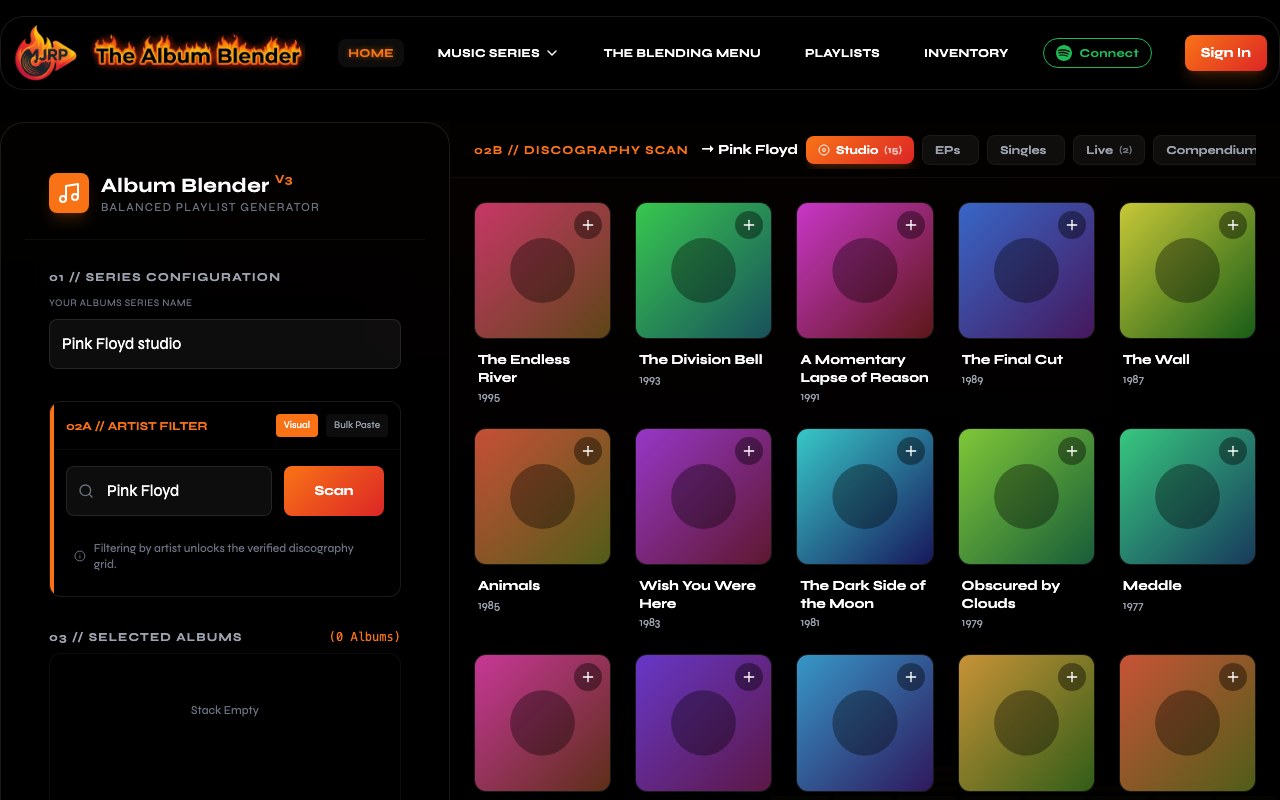 JRP The Album Blender HOME MUSIC SERIES THE BLENDING MENU PLAYLISTS INVENTORY Connect Sign In
Album Blender V3
BALANCED PLAYLIST GENERATOR
01 // SERIES CONFIGURATION
YOUR ALBUMS SERIES NAME
Pink Floyd studio
02A // ARTIST FILTER Visual Bulk Paste
Pink Floyd Scan
Filtering by artist unlocks the verified discography
grid.
03 // SELECTED ALBUMS (0 Albums)
Stack Empty
02B // DISCOGRAPHY SCAN → Pink Floyd Studio (15) EPs Singles Live (2) Compendium
The Endless
River
1995
The Division Bell
1993
A Momentary
Lapse of Reason
1991
The Final Cut
1989
The Wall
1987
Animals
1985
Wish You Were
Here
1983
The Dark Side of
the Moon
1981
Obscured by
Clouds
1979
Meddle
1977